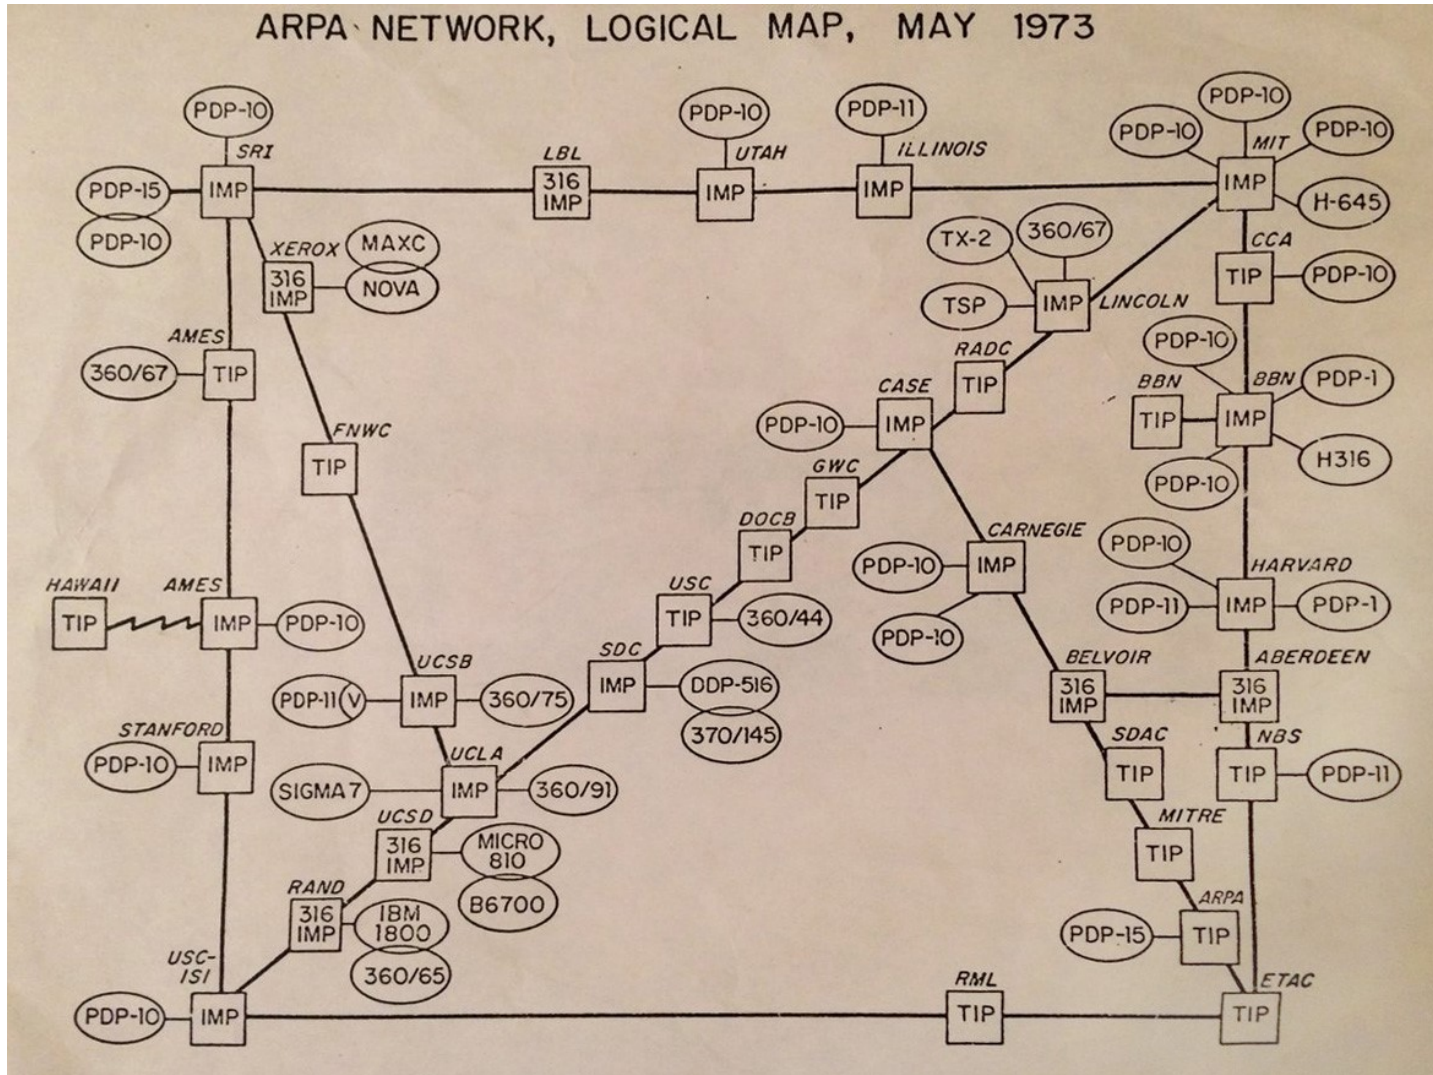 ARPA NETWORK, LOGICAL MAP, MAY 1973
PDP-10
PDP-10
PDP-11
PDP-10
SRI
LBL
UTAH
ILLINOIS
PDP-10
MIT
PDP-10
PDP-15
IMP
316
IMP
IMP
IMP
IMP
PDP-10
H-645
XEROX
MAXC
TX-2
360/67
CCA
316
IMP
NOVA
TSP
IMP
LINCOLN
TIP
PDP-10
AMES
360/67
TIP
RADC
TIP
PDP-10
CASE
PDP-10
IMP
BBN
TIP
BBN
IMP
PDP-1
H316
PDP-10
FNWC
TIP
GWC
TIP
DOCB
TIP
CARNEGIE
PDP-10
IMP
PDP-10
PDP-10
HARVARD
PDP-11
IMP
PDP-1
HAWAII
TIP
AMES
IMP
PDP-10
USC
TIP
360/44
UCSB
PDP-11
V
IMP
360/75
SDC
IMP
DDP-516
370/145
BELVOIR
316
IMP
ABERDEEN
316
IMP
STANFORD
PDP-10
IMP
UCLA
SIGMA 7
IMP
360/91
SDAC
TIP
NBS
TIP
PDP-11
UCSD
316
IMP
MICRO
810
B6700
MITRE
TIP
RAND
316
IMP
IBM
1800
360/65
ARPA
PDP-15
TIP
USC-
ISI
PDP-10
IMP
RML
TIP
ETAC
TIP